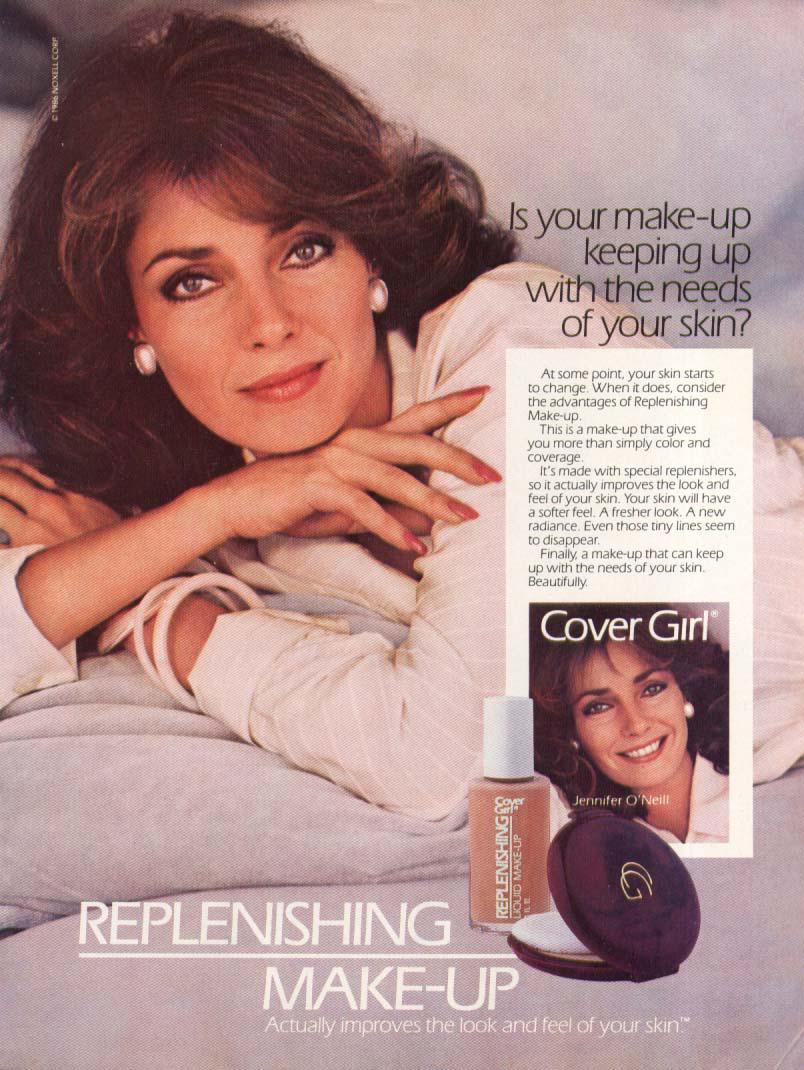 © 1986 NOXELL CORP.
Is your make-up
keeping up
with the needs
of your skin?
At some point, your skin starts
to change. When it does, consider
the advantages of Replenishing
Make-up.
This is a make-up that gives
you more than simply color and
coverage.
It's made with special replenishers,
so it actually improves the look and
feel of your skin. Your skin will have
a softer feel. A fresher look. A new
radiance. Even those tiny lines seem
to disappear.
Finally, a make-up that can keep
up with the needs of your skin.
Beautifully.
Cover Girl®
Jennifer O'Neill
Cover
Girl®
REPLENISHING
LIQUID MAKE-UP
REPLENISHING
MAKE-UP
Actually improves the look and feel of your skin.™